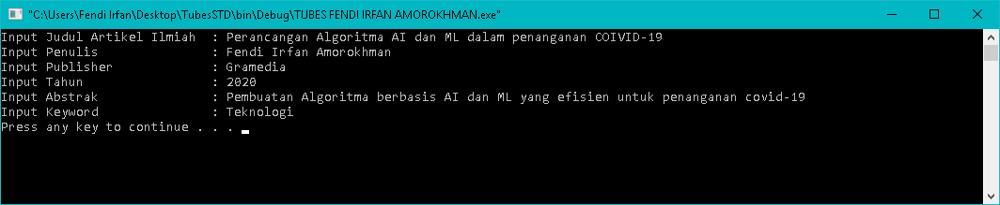 "C:\Users\Fendi Irfan\Desktop\TubesSTD\bin\Debug\TUBES FENDI IRFAN AMOROKHMAN.exe"
Input Judul Artikel Ilmiah : Perancangan Algoritma AI dan ML dalam penanganan COIVID-19
Input Penulis : Fendi Irfan Amorokhman
Input Publisher : Gramedia
Input Tahun : 2020
Input Abstrak : Pembuatan Algoritma berbasis AI dan ML yang efisien untuk penanganan covid-19
Input Keyword : Teknologi
Press any key to continue . . .